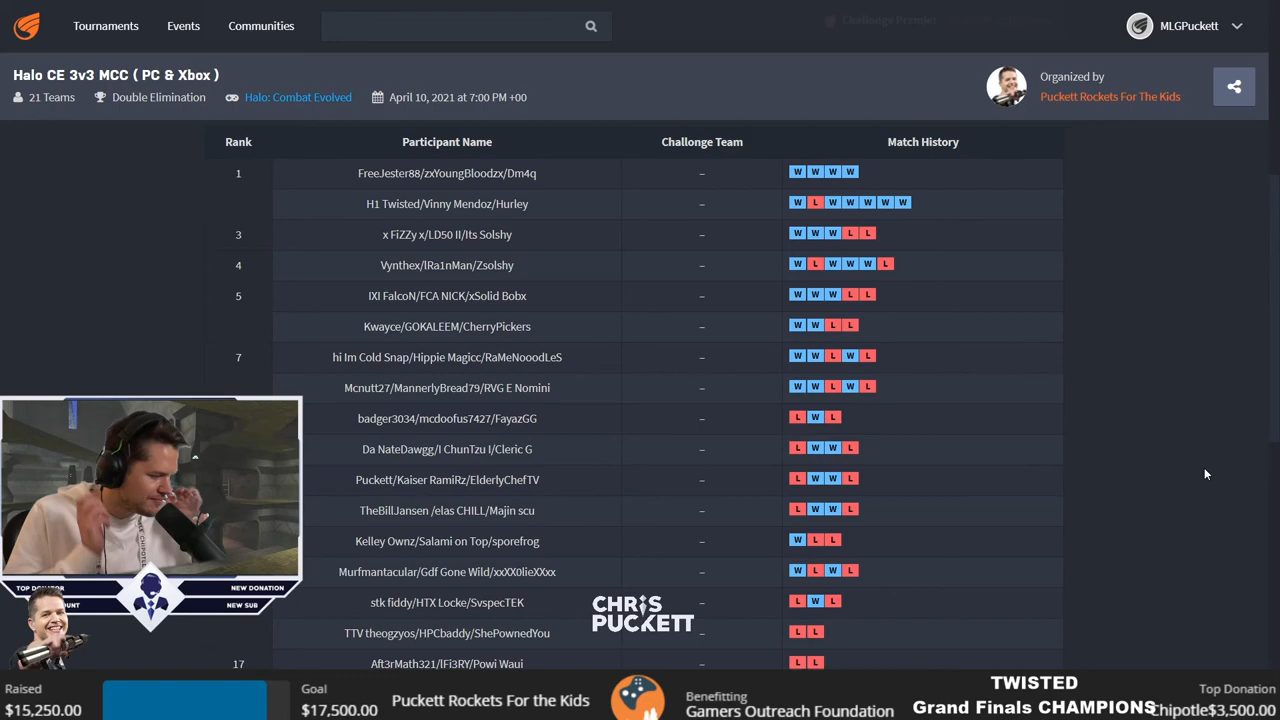 Tournaments Events Communities
MLGPuckett
Halo CE 3v3 MCC ( PC & Xbox )
21 Teams Double Elimination Halo: Combat Evolved April 10, 2021 at 7:00 PM +00
Organized by
Puckett Rockets For The Kids
Rank Participant Name Challonge Team Match History
1 FreeJester88/zxYoungBloodzx/Dm4q – W W W W
H1 Twisted/Vinny Mendoz/Hurley – W L W W W W W
3 x FiZZy x/LD50 II/Its Solshy – W W W L L
4 Vynthex/lRa1nMan/Zsolshy – W L W W W L
5 IXI FalcoN/FCA NICK/xSolid Bobx – W W W L L
Kwayce/GOKALEEM/CherryPickers – W W L L
7 hi Im Cold Snap/Hippie Magicc/RaMeNooodLeS – W W L W L
Mcnutt27/MannerlyBread79/RVG E Nomini – W W L W L
badger3034/mcdoofus7427/FayazGG – L W L
Da NateDawgg/I ChunTzu I/Cleric G – L W W L
Puckett/Kaiser RamiRz/ElderlyChefTV – L W W L
TheBillJansen /elas CHILL/Majin scu – L W W L
Kelley Ownz/Salami on Top/sporefrog – W L L
Murfmantacular/Gdf Gone Wild/xxXX0lieXXxx – W L W L
stk fiddy/HTX Locke/SvspecTEK – L W L
TTV theogzyos/HPCbaddy/ShePownedYou – L L
17 Aft3rMath321/lFi3RY/Powi Waui – L L
TOP DONATOR NEW DONATION
NEW SUB
CHRIS
PUCKETT
Raised
$15,250.00
Goal
$17,500.00
Puckett Rockets For the Kids
Benefitting
Gamers Outreach Foundation
TWISTED
Grand Finals CHAMPIONS
Top Donation
Chipotle$3,500.00